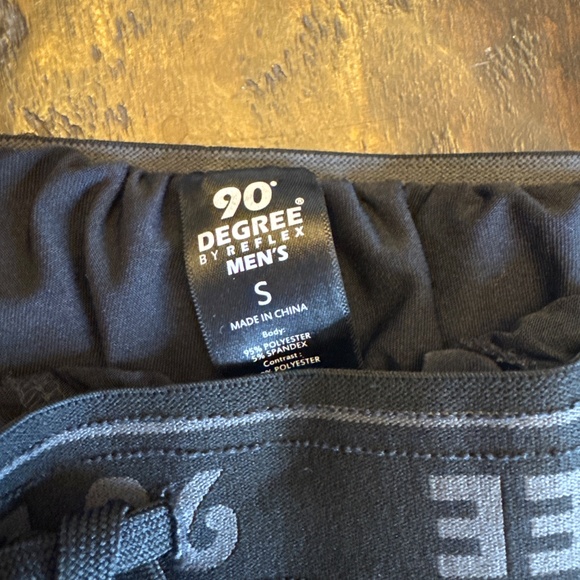 90°
DEGREE®
BY REFLEX
MEN'S
S
MADE IN CHINA
Body:
95% POLYESTER
5% SPANDEX
Contrast :
% POLYESTER